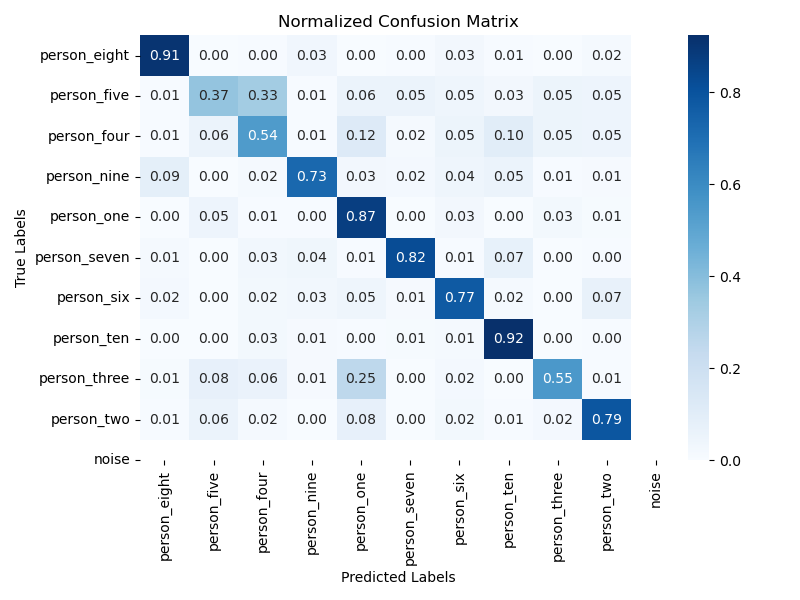 Normalized Confusion Matrix
True Labels
person_eight 0.91 0.00 0.00 0.03 0.00 0.00 0.03 0.01 0.00 0.02
person_five 0.01 0.37 0.33 0.01 0.06 0.05 0.05 0.03 0.05 0.05
person_four 0.01 0.06 0.54 0.01 0.12 0.02 0.05 0.10 0.05 0.05
person_nine 0.09 0.00 0.02 0.73 0.03 0.02 0.04 0.05 0.01 0.01
person_one 0.00 0.05 0.01 0.00 0.87 0.00 0.03 0.00 0.03 0.01
person_seven 0.01 0.00 0.03 0.04 0.01 0.82 0.01 0.07 0.00 0.00
person_six 0.02 0.00 0.02 0.03 0.05 0.01 0.77 0.02 0.00 0.07
person_ten 0.00 0.00 0.03 0.01 0.00 0.01 0.01 0.92 0.00 0.00
person_three 0.01 0.08 0.06 0.01 0.25 0.00 0.02 0.00 0.55 0.01
person_two 0.01 0.06 0.02 0.00 0.08 0.00 0.02 0.01 0.02 0.79
noise
person_eight person_five person_four person_nine person_one person_seven person_six person_ten person_three person_two noise
Predicted Labels
0.8
0.6
0.4
0.2
0.0